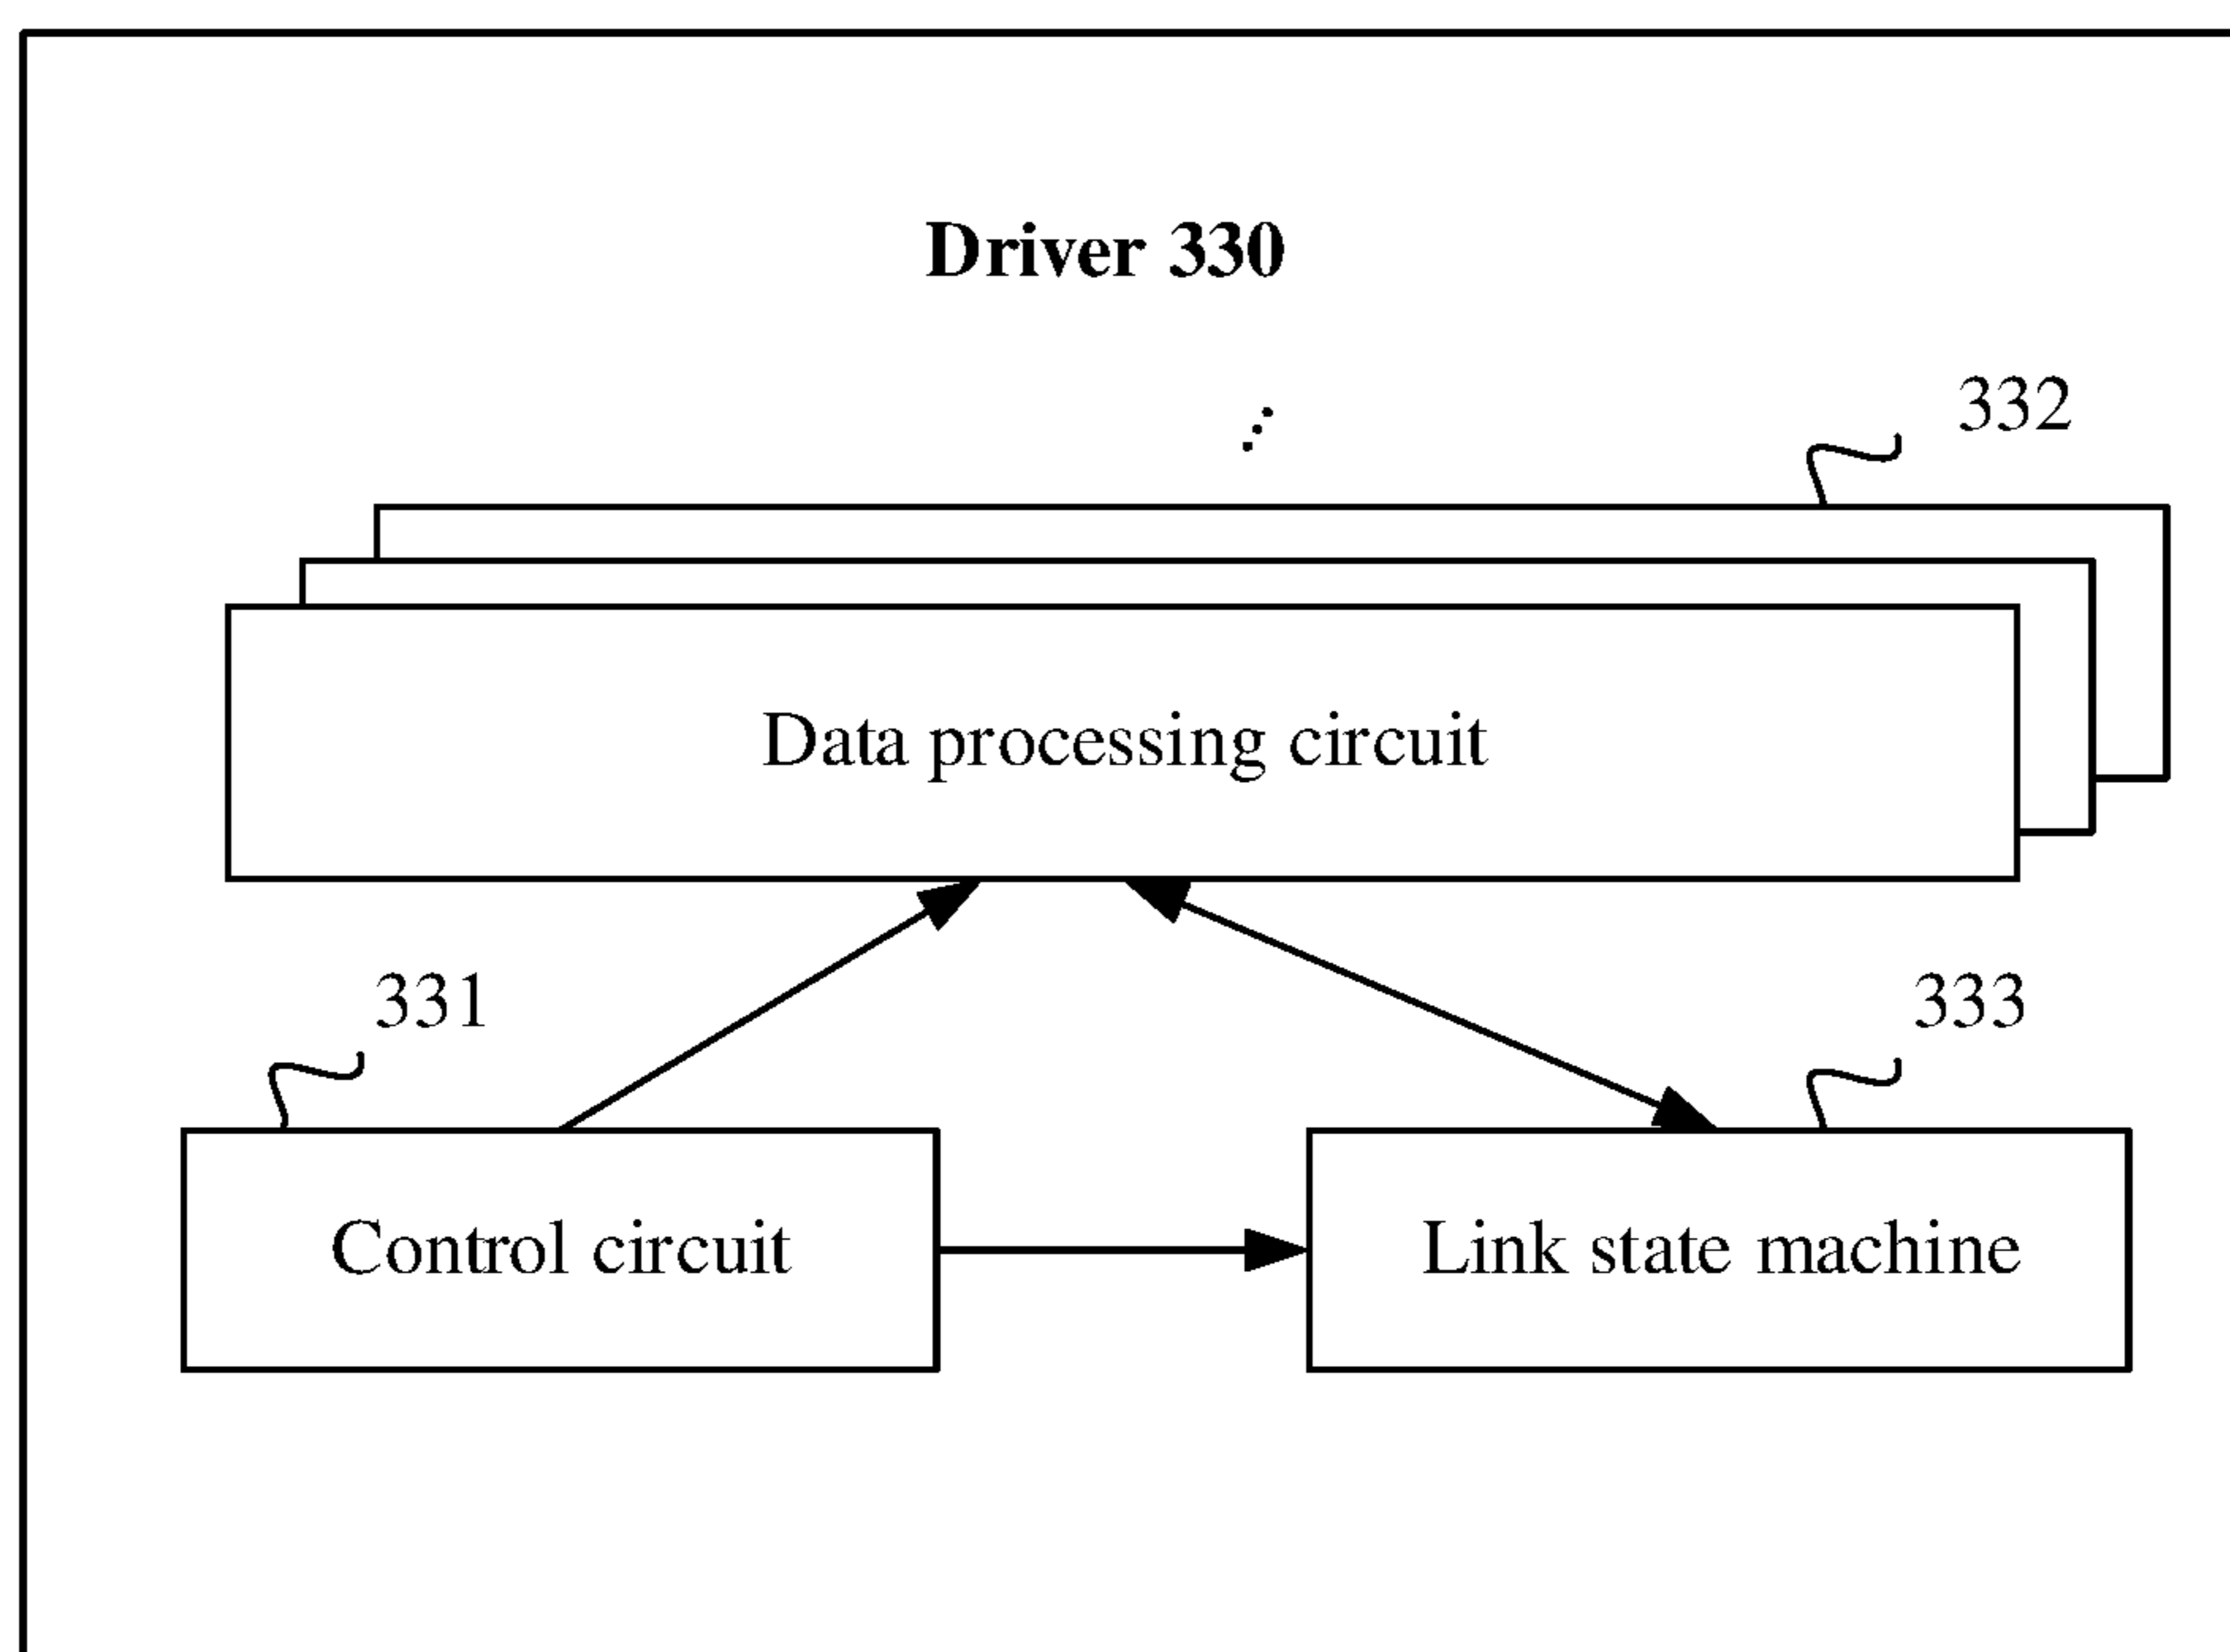 Driver 330
332
Data processing circuit
331
333
Control circuit
Link state machine